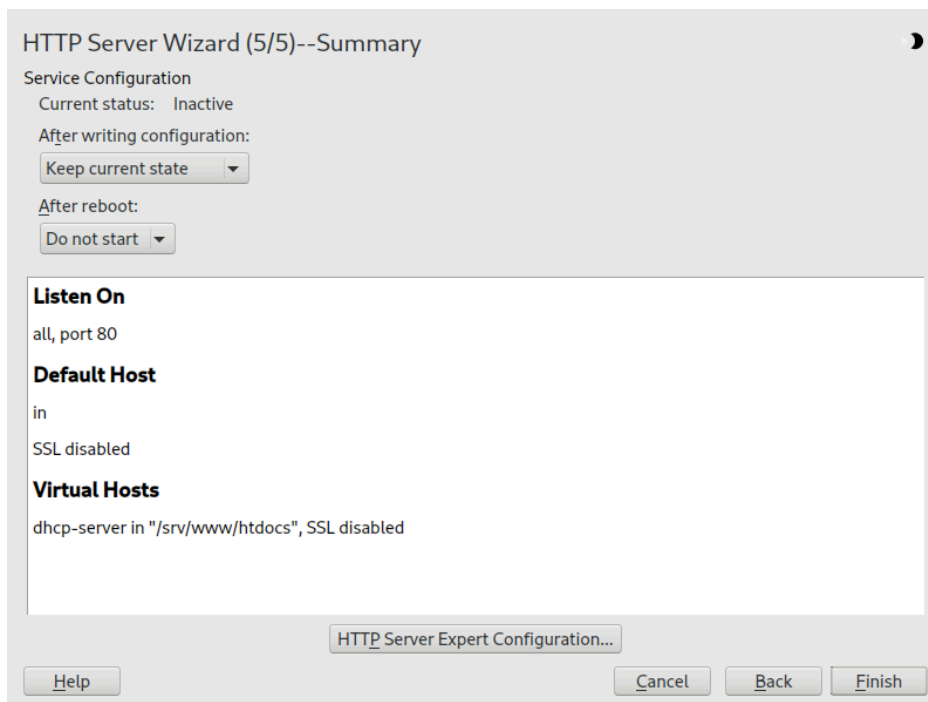 HTTP Server Wizard (5/5)--Summary
Service Configuration
Current status: Inactive
After writing configuration:
Keep current state
After reboot:
Do not start
Listen On
all, port 80
Default Host
in
SSL disabled
Virtual Hosts
dhcp-server in "/srv/www/htdocs", SSL disabled
HTTP Server Expert Configuration...
Help Cancel Back Finish